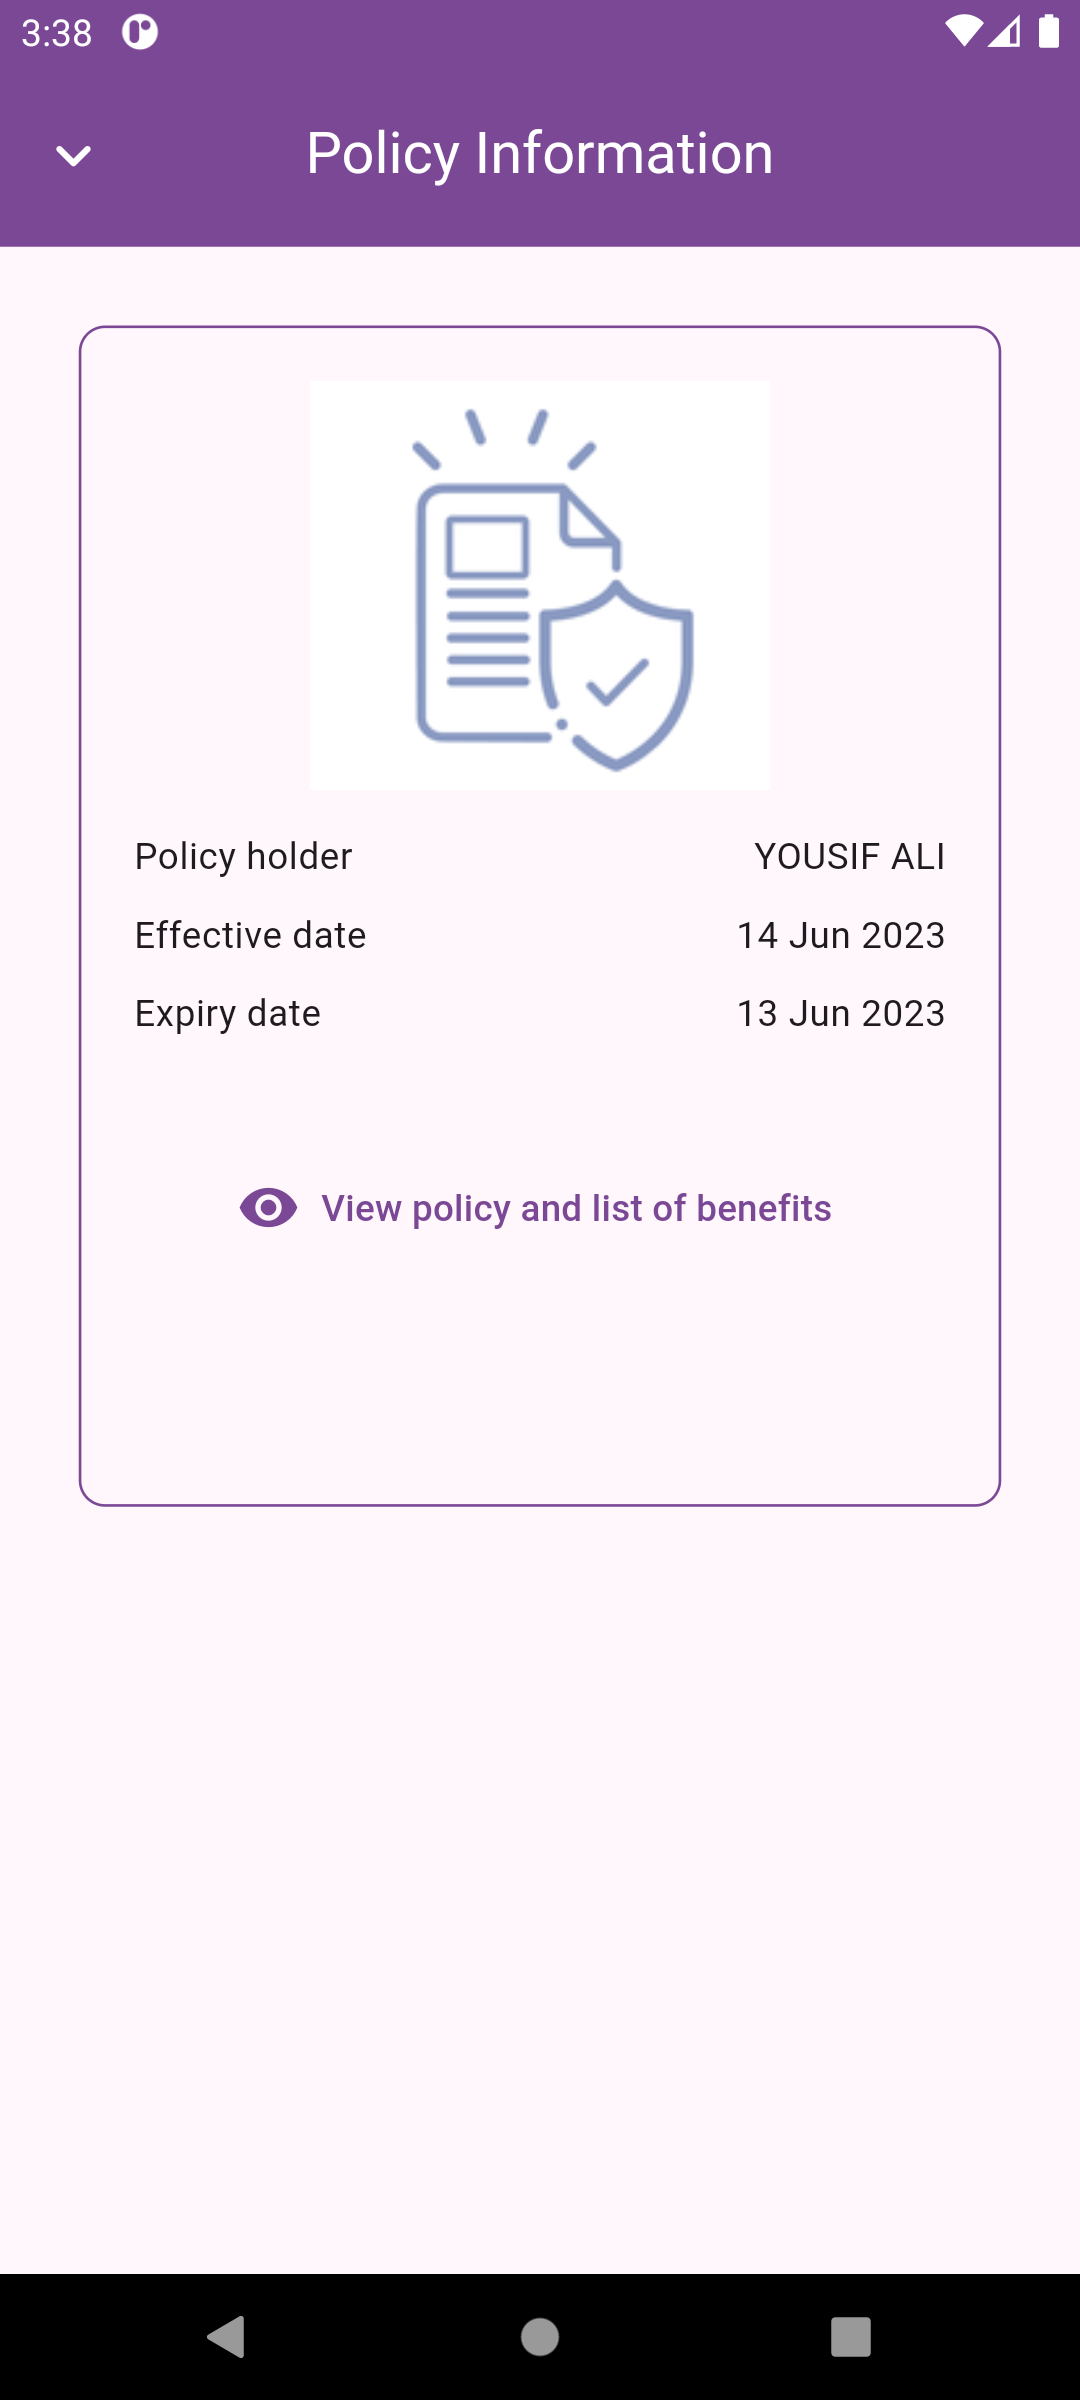 3:38
Policy Information
Policy holder YOUSIF ALI
Effective date 14 Jun 2023
Expiry date 13 Jun 2023
View policy and list of benefits